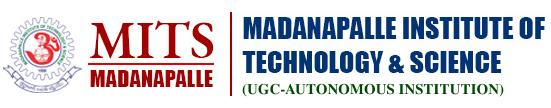 MITS
MADANAPALLE
MADANAPALLE INSTITUTE OF
TECHNOLOGY & SCIENCE
(UGC-AUTONOMOUS INSTITUTION)